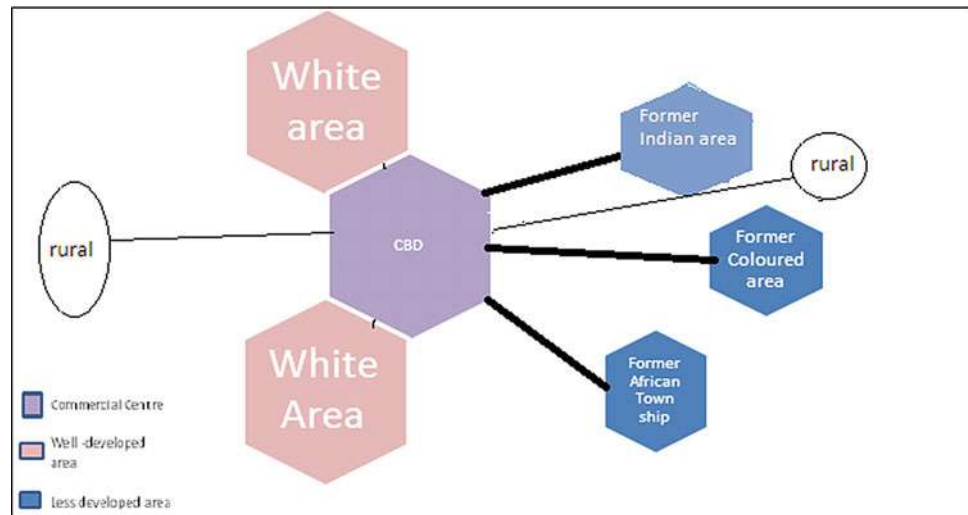 White
area
Former
Indian area
rural
rural
CBD
Former
Coloured
area
White
Area
Former
African
Town
ship
Commercial Centre
Well -developed
area
Less developed area